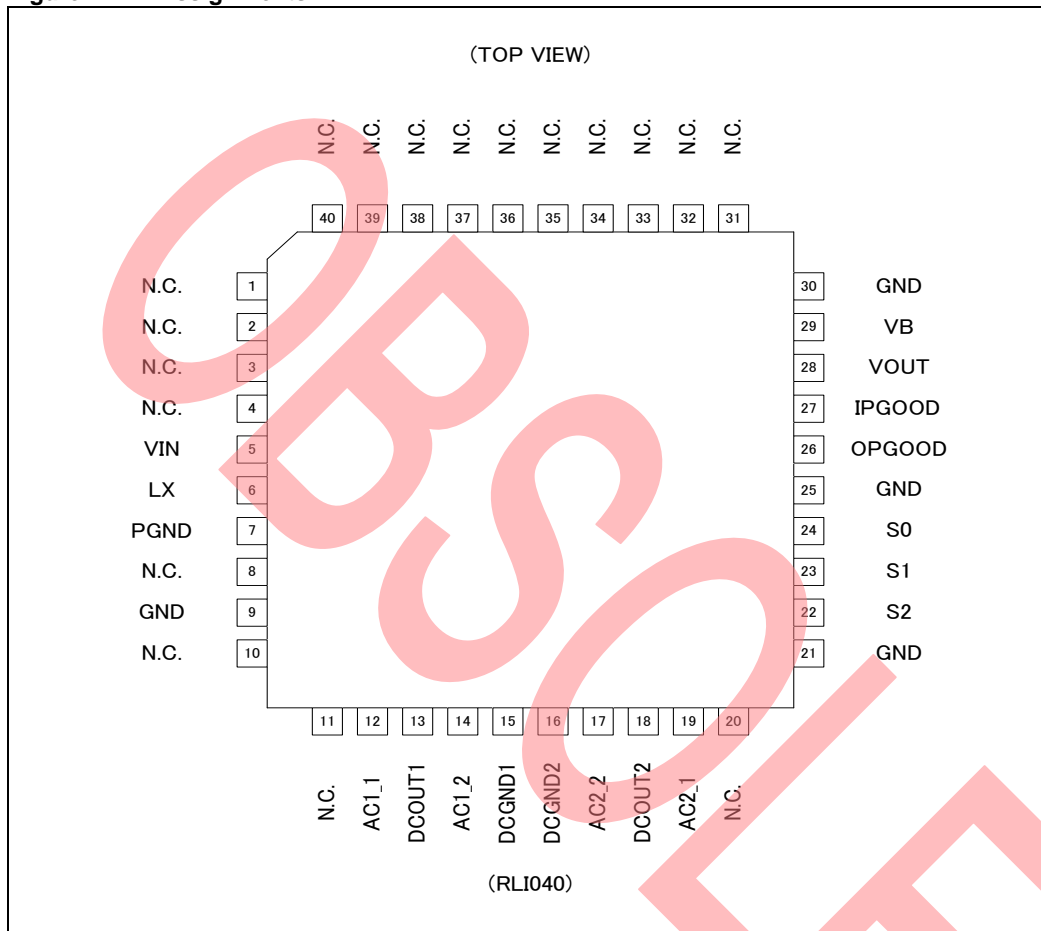 (TOP VIEW)
N.C. N.C. N.C. N.C. N.C. N.C. N.C. N.C. N.C. N.C.
40 39 38 37 36 35 34 33 32 31
N.C. 1 30 GND
N.C. 2 29 VB
N.C. 3 28 VOUT
N.C. 4 27 IPGOOD
VIN 5 26 OPGOOD
LX 6 25 GND
PGND 7 24 S0
N.C. 8 23 S1
GND 9 22 S2
N.C. 10 21 GND
11 12 13 14 15 16 17 18 19 20
N.C. AC1_1 DCOUT1 AC1_2 DCGND1 DCGND2 AC2_2 DCOUT2 AC2_1 N.C.
(RLI040)
OBSOLE